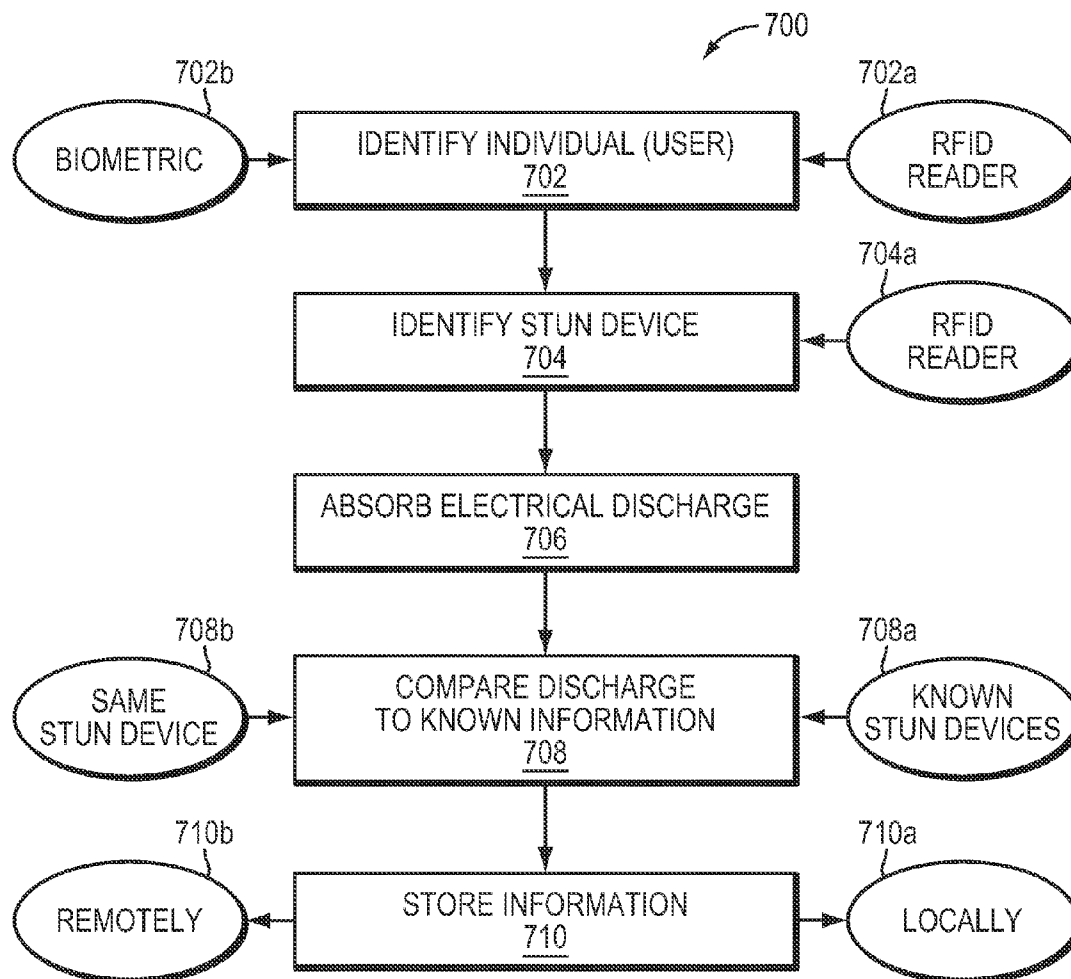 700
702b
702a
BIOMETRIC
IDENTIFY INDIVIDUAL (USER)
702
RFID
READER
704a
IDENTIFY STUN DEVICE
704
RFID
READER
ABSORB ELECTRICAL DISCHARGE
706
708b
708a
SAME
STUN DEVICE
COMPARE DISCHARGE
TO KNOWN INFORMATION
708
KNOWN
STUN DEVICES
710b
710a
REMOTELY
STORE INFORMATION
710
LOCALLY